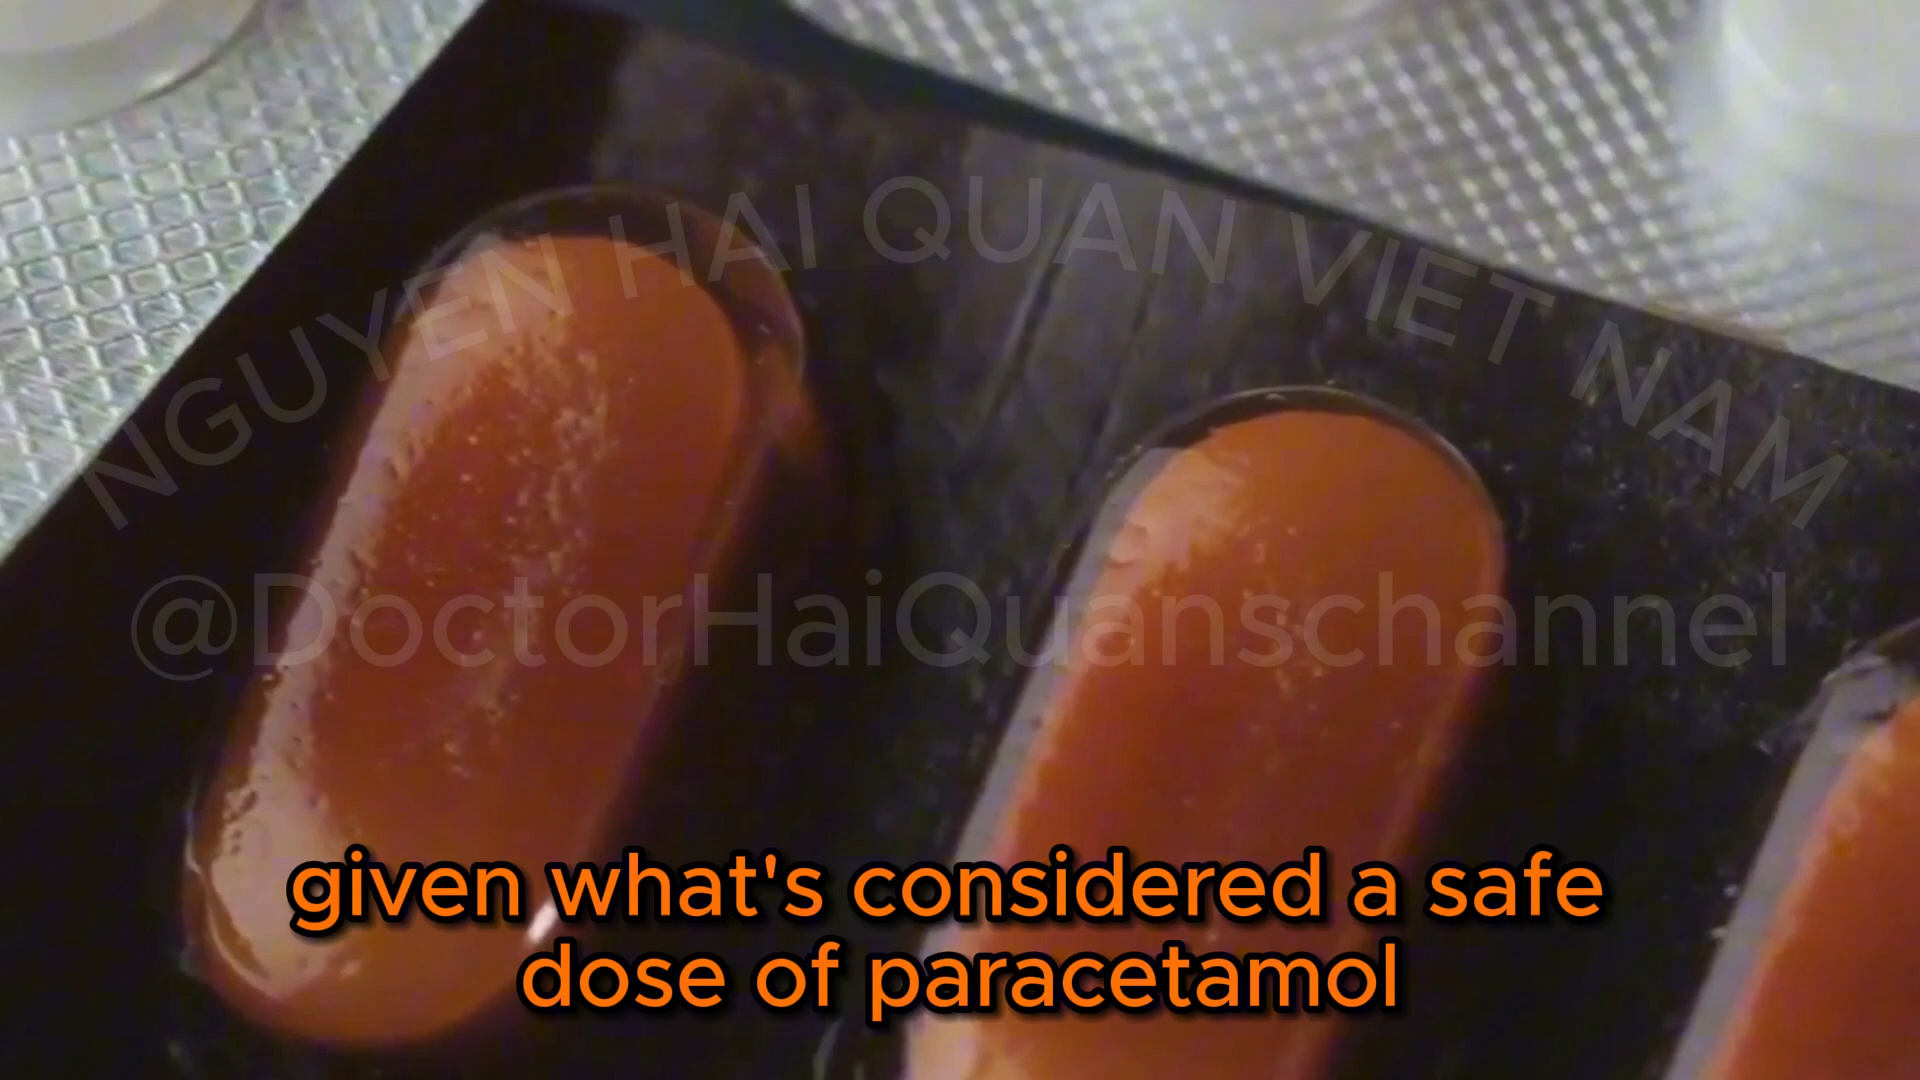 NGUYEN HAI QUAN VIET NAM
@DoctorHaiQuanschannel
given what's considered a safe
dose of paracetamol